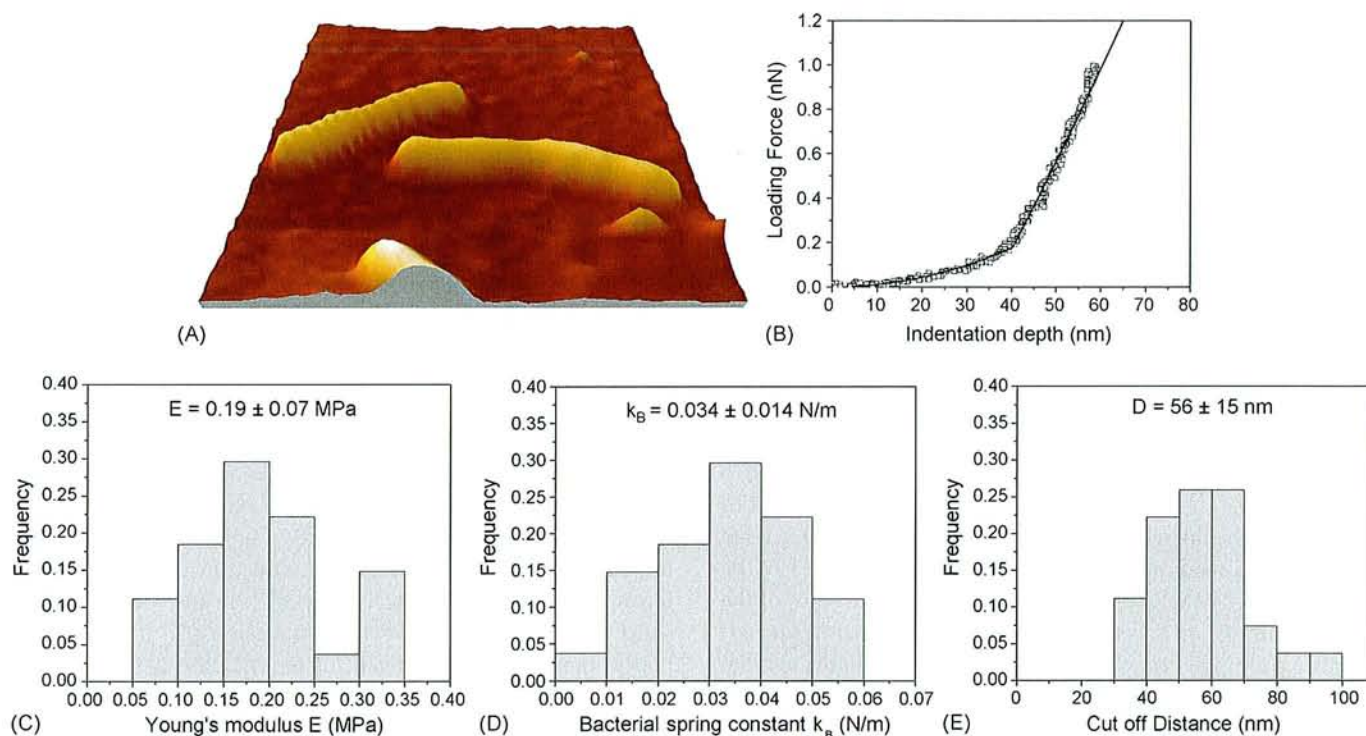 1.2
1.0
0.8
0.6
0.4
0.2
0.0
Loading Force (nN)
0 10 20 30 40 50 60 70 80
Indentation depth (nm)
(A)
(B)
0.40
0.35
0.30
0.25
0.20
0.15
0.10
0.05
0.00
Frequency
E = 0.19 ± 0.07 MPa
0.00 0.05 0.10 0.15 0.20 0.25 0.30 0.35 0.40
Young's modulus E (MPa)
(C)
0.40
0.35
0.30
0.25
0.20
0.15
0.10
0.05
0.00
Frequency
kB = 0.034 ± 0.014 N/m
0.00 0.01 0.02 0.03 0.04 0.05 0.06 0.07
Bacterial spring constant kB (N/m)
(D)
0.40
0.35
0.30
0.25
0.20
0.15
0.10
0.05
0.00
Frequency
D = 56 ± 15 nm
0 20 40 60 80 100
Cut off Distance (nm)
(E)